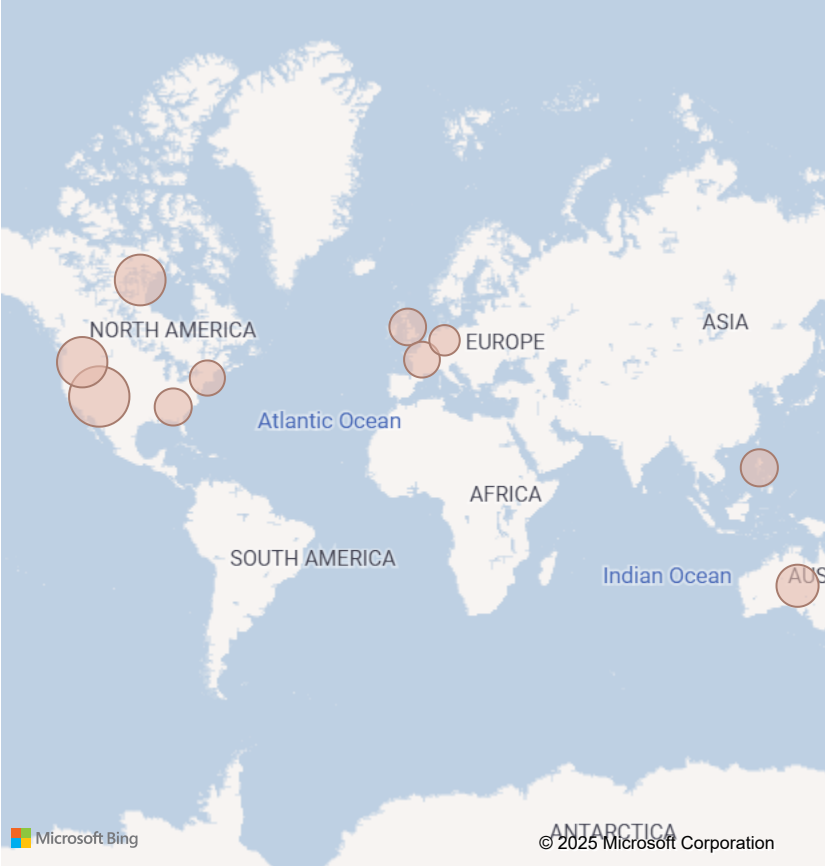 NORTH AMERICA
EUROPE
ASIA
Atlantic Ocean
AFRICA
SOUTH AMERICA
Indian Ocean
AUS
ANTARCTICA
Microsoft Bing
© 2025 Microsoft Corporation